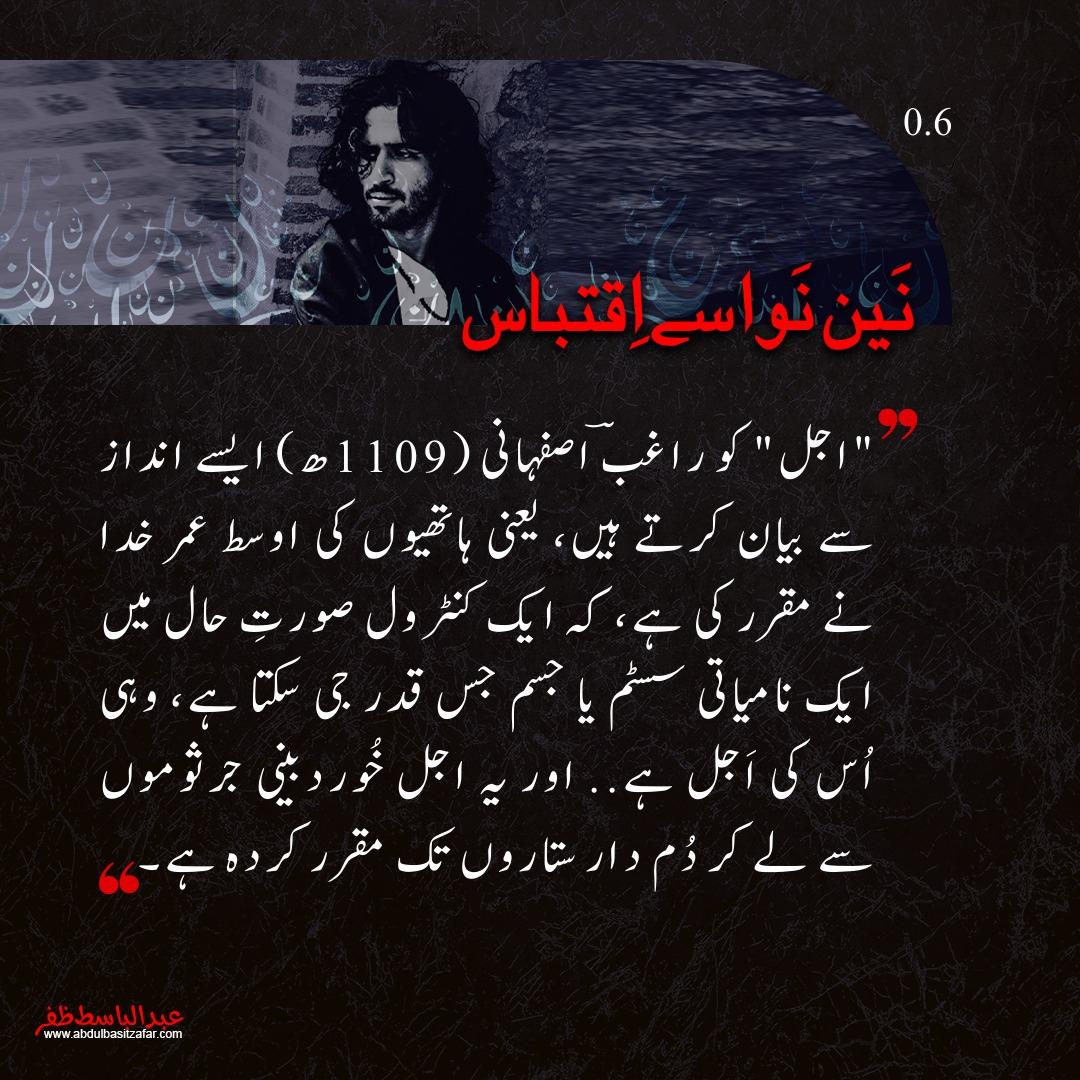 0.6
نَین نَوا سے اِقتباس
"اجل" کو راغبؔ اصفہانی (1109ھ) ایسے انداز
سے بیان کرتے ہیں، یعنی ہاتھیوں کی اوسط عمر خدا
نے مقرر کی ہے، کہ ایک کنٹرول صورتِ حال میں
ایک نامیاتی سسٹم یا جسم جس قدر جی سکتا ہے، وہی
اُس کی اَجل ہے.. اور یہ اجل خُوردبینی جرثوموں
سے لے کر دُم دار ستاروں تک مقرر کردہ ہے۔
عبدالباسط ظفر
www.abdulbasitzafar.com